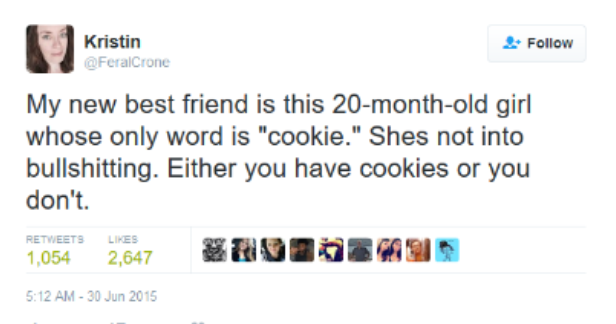 Kristin
@FeralCrone
Follow
My new best friend is this 20-month-old girl
whose only word is "cookie." Shes not into
bullshitting. Either you have cookies or you
don't.
RETWEETS LIKES
1,054 2,647
5:12 AM - 30 Jun 2015